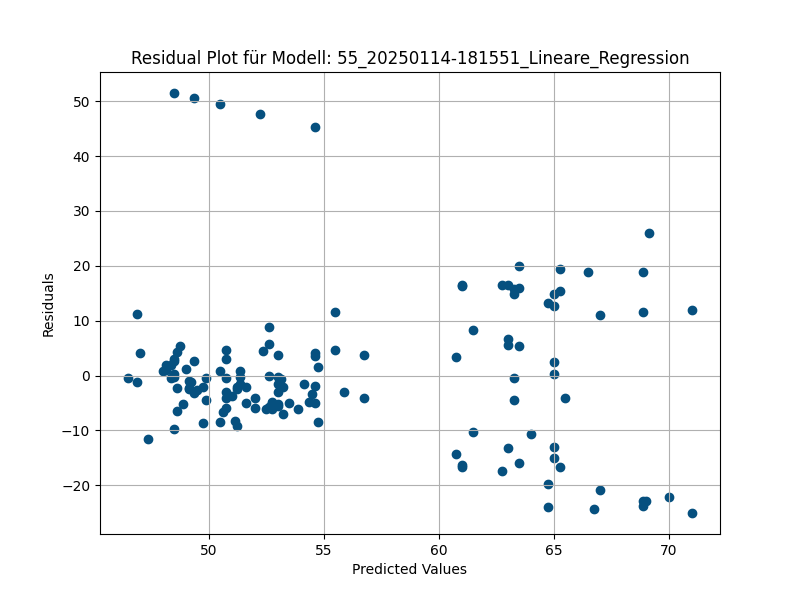 Residual Plot für Modell: 55_20250114-181551_Lineare_Regression
50
40
30
20
10
0
−10
−20
Residuals
50 55 60 65 70
Predicted Values